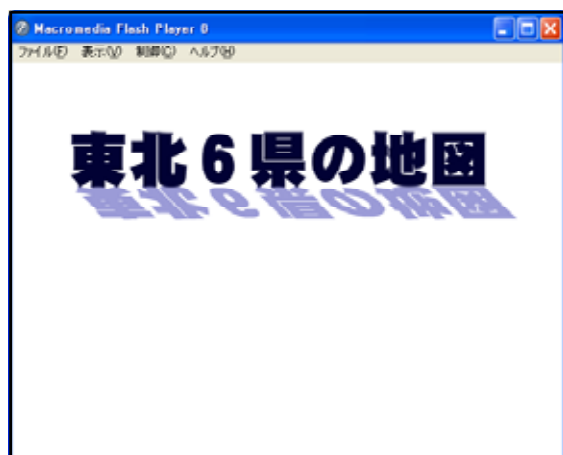 Macromedia Flash Player 8
ファイル(F) 表示(V) 制御(C) ヘルプ(H)
東北6県の地図